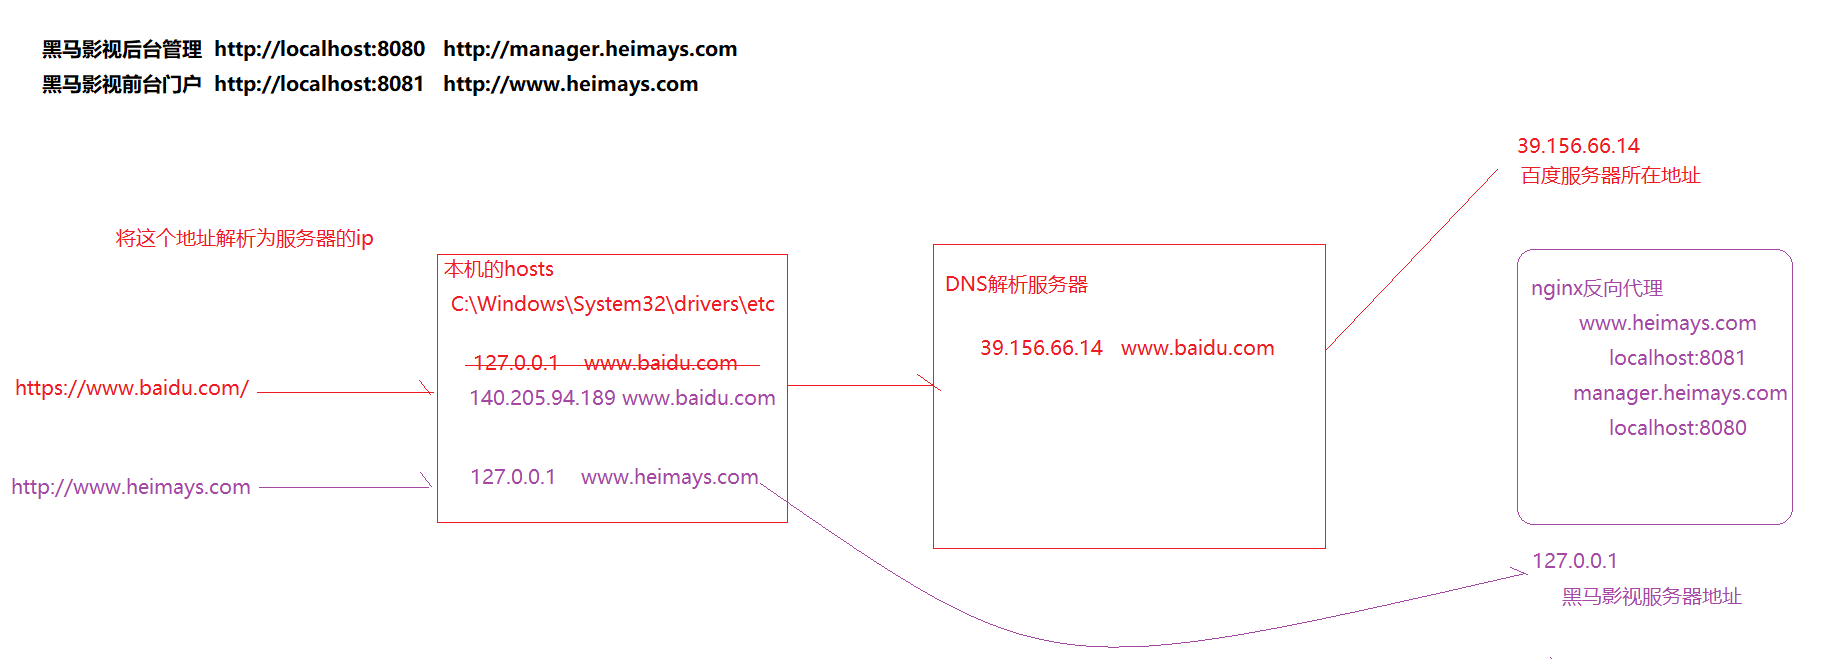 黑马影视后台管理 http://localhost:8080 http://manager.heimays.com
黑马影视前台门户 http://localhost:8081 http://www.heimays.com
将这个地址解析为服务器的ip
https://www.baidu.com/
http://www.heimays.com
本机的hosts
C:\Windows\System32\drivers\etc
127.0.0.1 www.baidu.com
140.205.94.189 www.baidu.com
127.0.0.1 www.heimays.com
DNS解析服务器
39.156.66.14 www.baidu.com
39.156.66.14
百度服务器所在地址
nginx反向代理
www.heimays.com
localhost:8081
manager.heimays.com
localhost:8080
127.0.0.1
黑马影视服务器地址